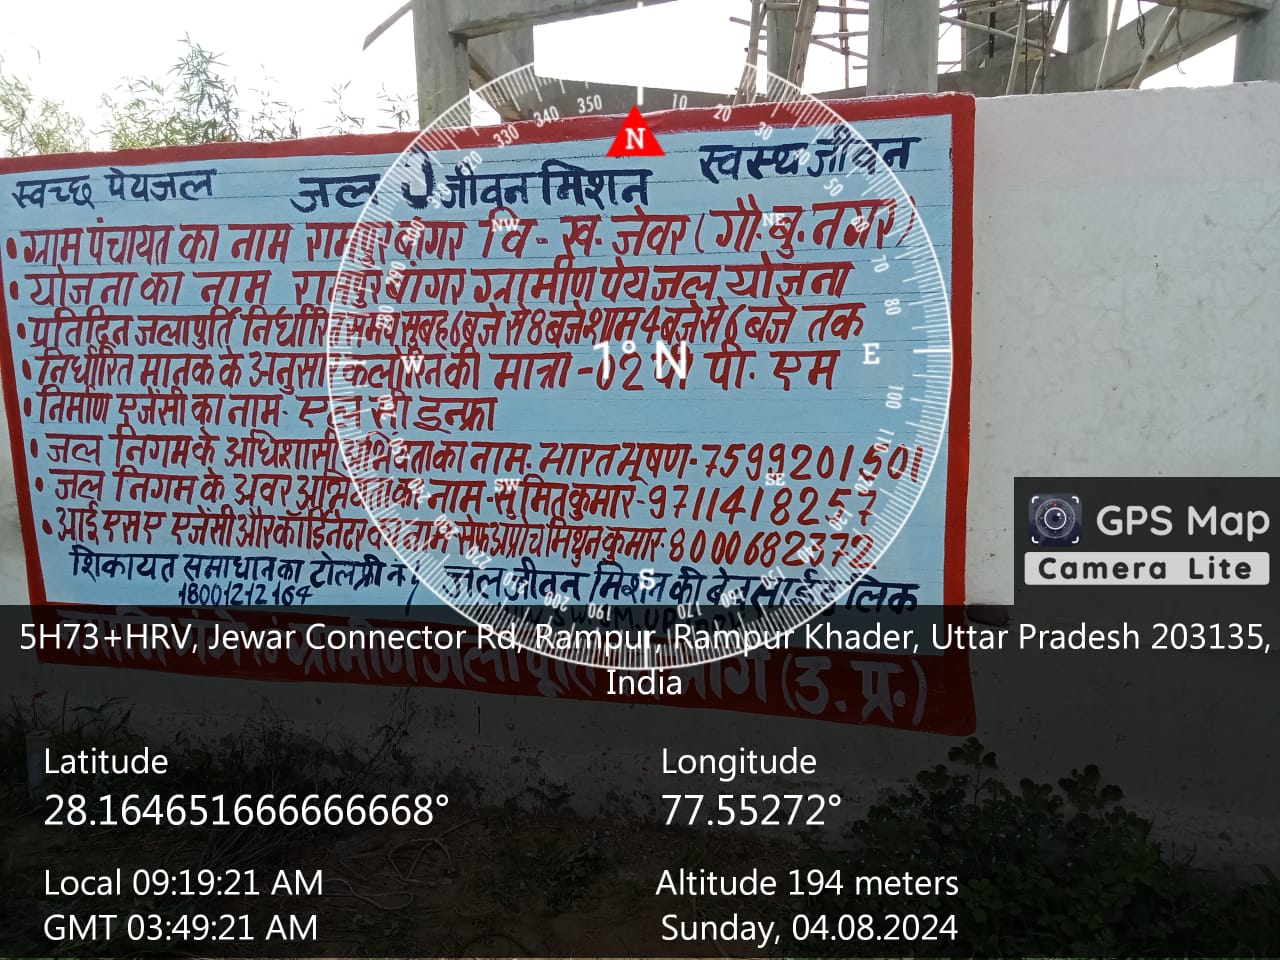 स्वच्छ पेयजल जल जीवन मिशन स्वस्थ जीवन
• ग्राम पंचायत का नाम रामपुर बांगर वि- ख- जेवर (गौ.बु.नगर)
• योजना का नाम रामपुर बांगर ग्रामीण पेयजल योजना
• प्रतिदिन जलापुर्ति निर्धारित समय सुबह 6 बजे से 8 बजे शाम 4 बजे से 6 बजे तक
• निर्धारित मानक के अनुसार क्लोरिन की मात्रा -02 पी. एम
• निर्माण एजेंसी का नाम- एल सी इन्फ्रा
• जल निगम के अधिशासी अभियंता का नाम- भारत भूषण-7599201501
• जल निगम के अवर अभियंता का नाम-सुमित कुमार-9711418257
• आई एस ए एजेंसी और कॉर्डिनेटर का नाम-सेफ अप्रोच मिथुन कुमार-8000682372
शिकायत समाधान का टोल फ्री न० जल जीवन मिशन की वेबसाईट लिंक
18001212164
ग्रामीण जलापूर्ति विभाग (उ.प्र.)
N
1° N
GPS Map
Camera Lite
5H73+HRV, Jewar Connector Rd, Rampur, Rampur Khader, Uttar Pradesh 203135,
India
Latitude Longitude
28.164651666666668° 77.55272°
Local 09:19:21 AM Altitude 194 meters
GMT 03:49:21 AM Sunday, 04.08.2024